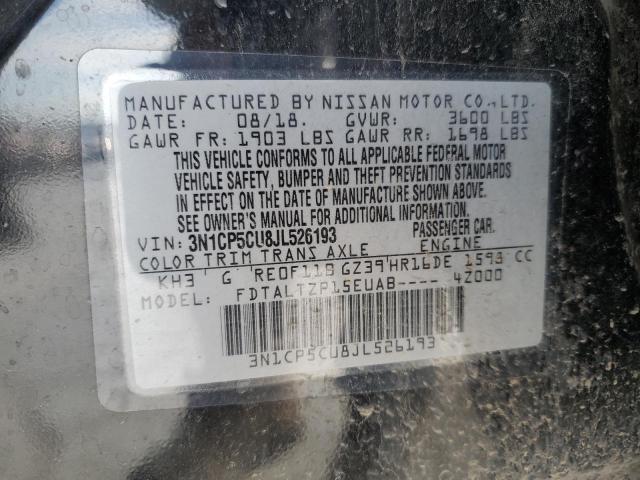 MANUFACTURED BY NISSAN MOTOR CO.,LTD.
DATE: 08/18. GVWR: 3600 LBS
GAWR FR: 1903 LBS GAWR RR: 1698 LBS
THIS VEHICLE CONFORMS TO ALL APPLICABLE FEDERAL MOTOR
VEHICLE SAFETY, BUMPER AND THEFT PREVENTION STANDARDS
IN EFFECT ON THE DATE OF MANUFACTURE SHOWN ABOVE.
SEE OWNER'S MANUAL FOR ADDITIONAL INFORMATION.
VIN: 3N1CP5CU8JL526193 PASSENGER CAR.
COLOR TRIM TRANS AXLE ENGINE
KH3 G RE0F11B GZ39 HR16DE 1598 CC
MODEL: FDTALTZP15EUAB---- 4Z000
3N1CP5CU8JL526193